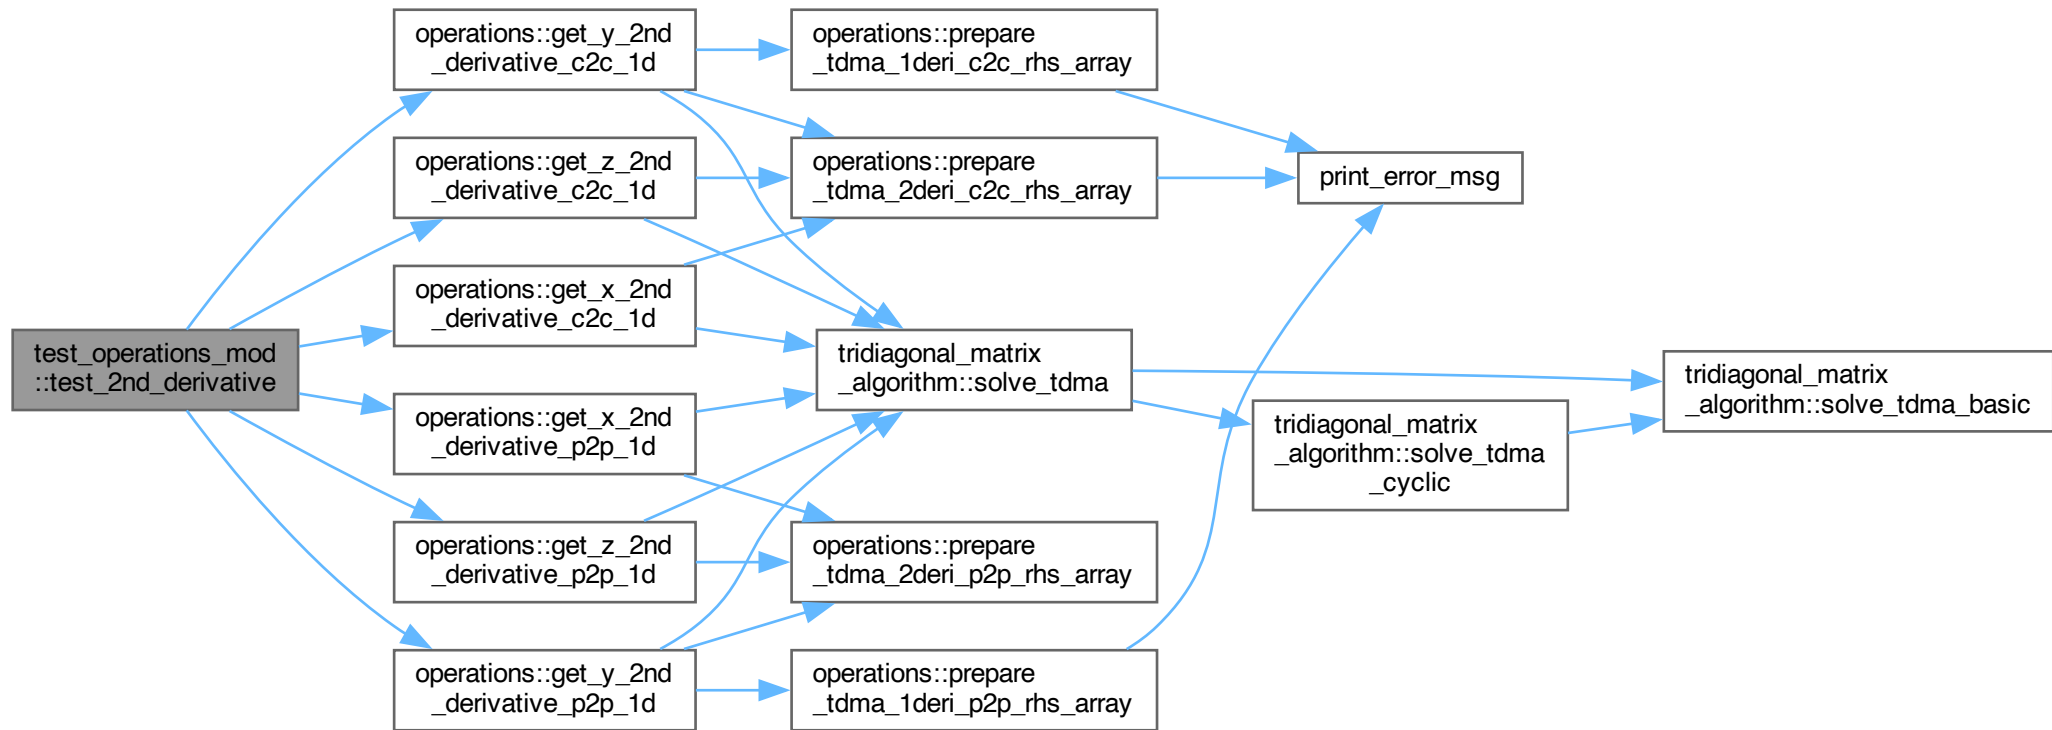 test_operations_mod
::test_2nd_derivative
operations::get_y_2nd
_derivative_c2c_1d
operations::get_z_2nd
_derivative_c2c_1d
operations::get_x_2nd
_derivative_c2c_1d
operations::get_x_2nd
_derivative_p2p_1d
operations::get_z_2nd
_derivative_p2p_1d
operations::get_y_2nd
_derivative_p2p_1d
operations::prepare
_tdma_1deri_c2c_rhs_array
operations::prepare
_tdma_2deri_c2c_rhs_array
tridiagonal_matrix
_algorithm::solve_tdma
operations::prepare
_tdma_2deri_p2p_rhs_array
operations::prepare
_tdma_1deri_p2p_rhs_array
print_error_msg
tridiagonal_matrix
_algorithm::solve_tdma
_cyclic
tridiagonal_matrix
_algorithm::solve_tdma_basic